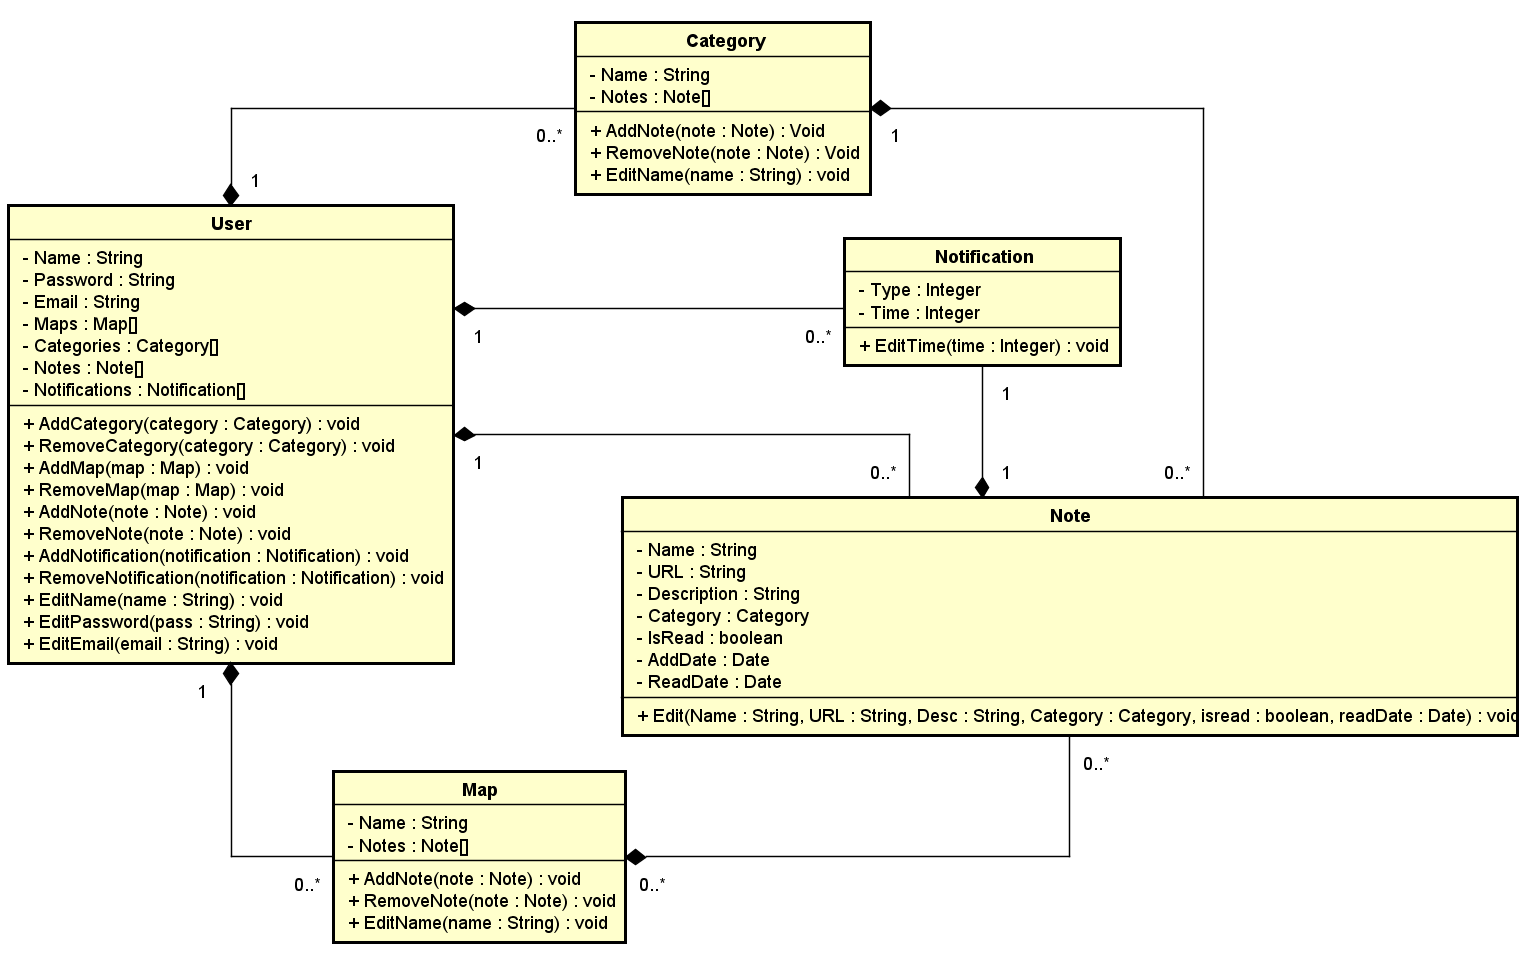 Category
- Name : String
- Notes : Note[]
+ AddNote(note : Note) : Void
+ RemoveNote(note : Note) : Void
+ EditName(name : String) : void
0..*
1
1
User
- Name : String
- Password : String
- Email : String
- Maps : Map[]
- Categories : Category[]
- Notes : Note[]
- Notifications : Notification[]
+ AddCategory(category : Category) : void
+ RemoveCategory(category : Category) : void
+ AddMap(map : Map) : void
+ RemoveMap(map : Map) : void
+ AddNote(note : Note) : void
+ RemoveNote(note : Note) : void
+ AddNotification(notification : Notification) : void
+ RemoveNotification(notification : Notification) : void
+ EditName(name : String) : void
+ EditPassword(pass : String) : void
+ EditEmail(email : String) : void
1
0..*
Notification
- Type : Integer
- Time : Integer
+ EditTime(time : Integer) : void
1
1
0..*
1
0..*
Note
- Name : String
- URL : String
- Description : String
- Category : Category
- IsRead : boolean
- AddDate : Date
- ReadDate : Date
+ Edit(Name : String, URL : String, Desc : String, Category : Category, isread : boolean, readDate : Date) : void
1
0..*
0..*
Map
- Name : String
- Notes : Note[]
+ AddNote(note : Note) : void
+ RemoveNote(note : Note) : void
+ EditName(name : String) : void
0..*